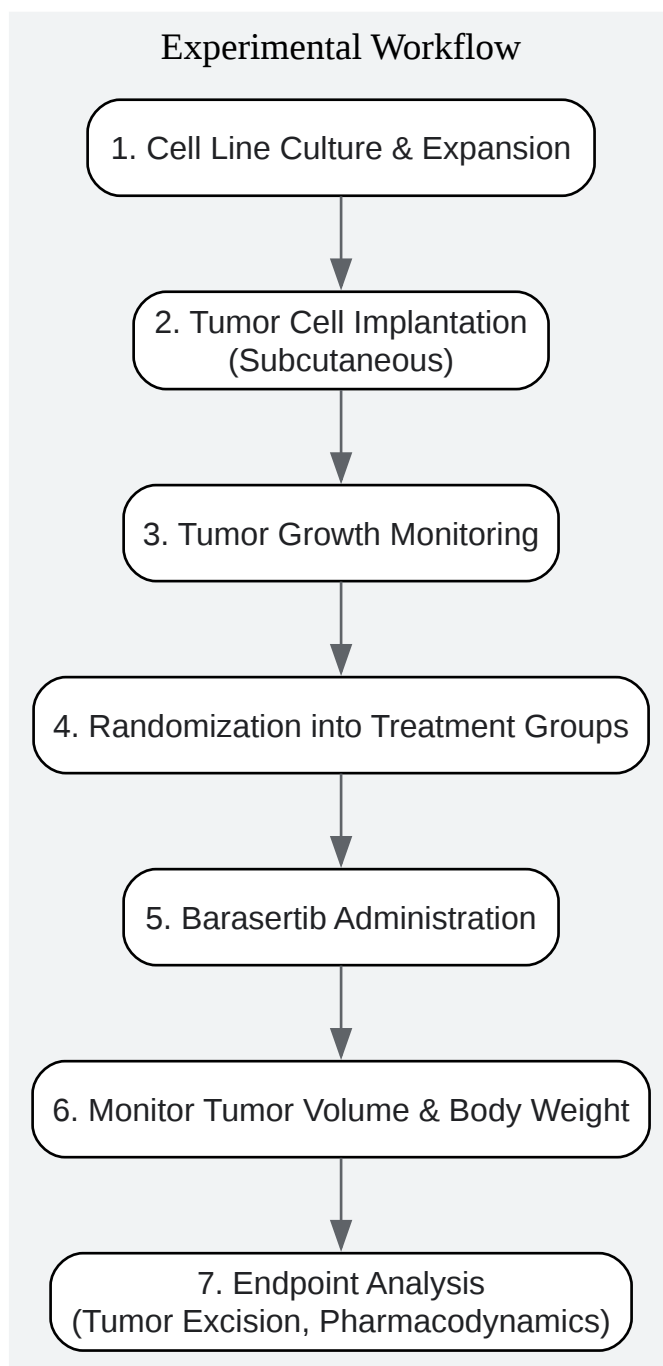 Experimental Workflow
1. Cell Line Culture & Expansion
2. Tumor Cell Implantation
(Subcutaneous)
3. Tumor Growth Monitoring
4. Randomization into Treatment Groups
5. Barasertib Administration
6. Monitor Tumor Volume & Body Weight
7. Endpoint Analysis
(Tumor Excision, Pharmacodynamics)